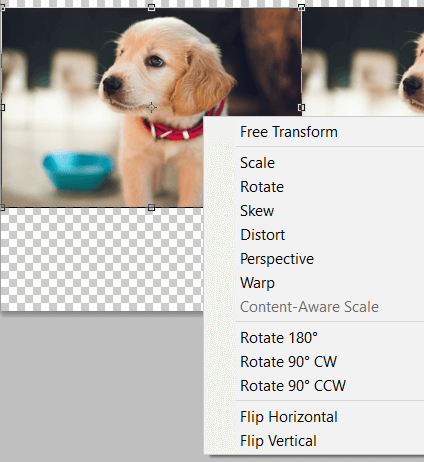 Free Transform
Scale
Rotate
Skew
Distort
Perspective
Warp
Content-Aware Scale
Rotate 180°
Rotate 90° CW
Rotate 90° CCW
Flip Horizontal
Flip Vertical